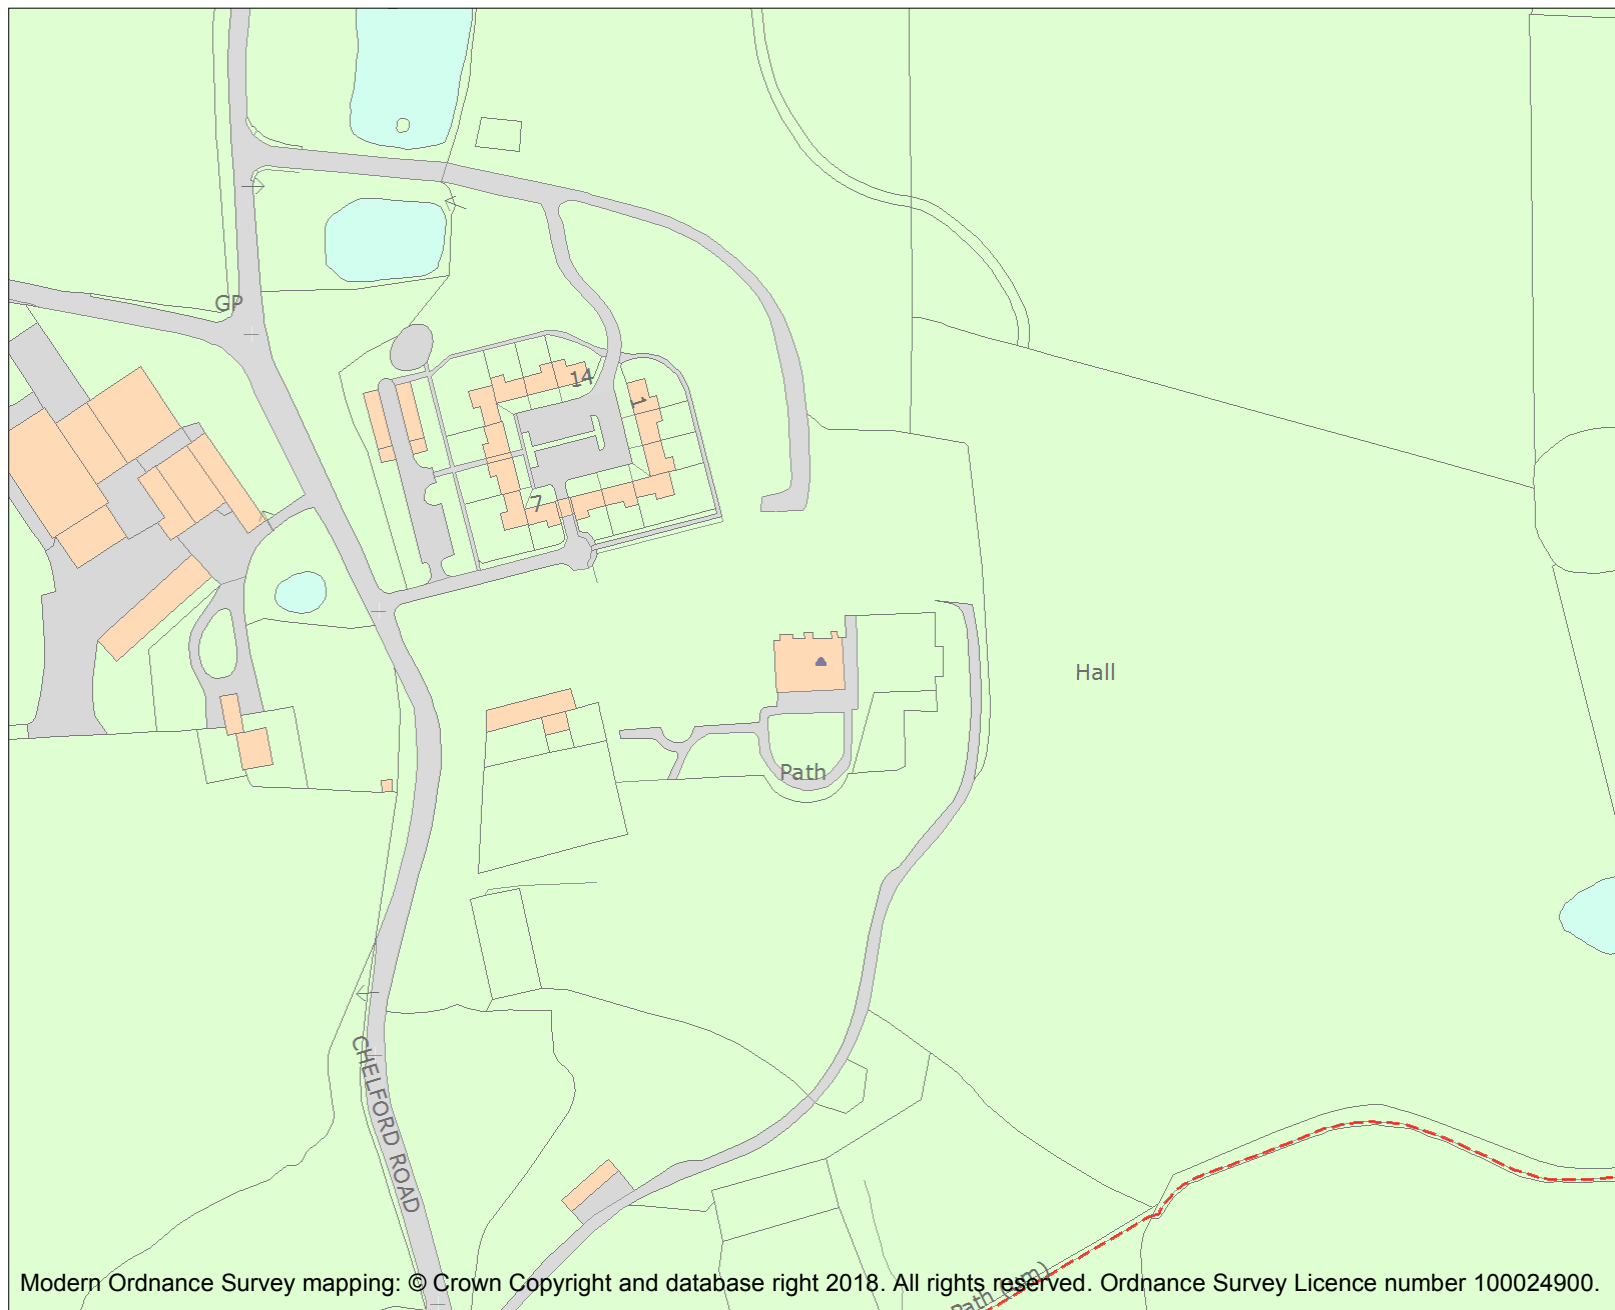 GP
14
1
7
Hall
Path
CHELFORD ROAD
Path (um)
Modern Ordnance Survey mapping: © Crown Copyright and database right 2018. All rights reserved. Ordnance Survey Licence number 100024900.